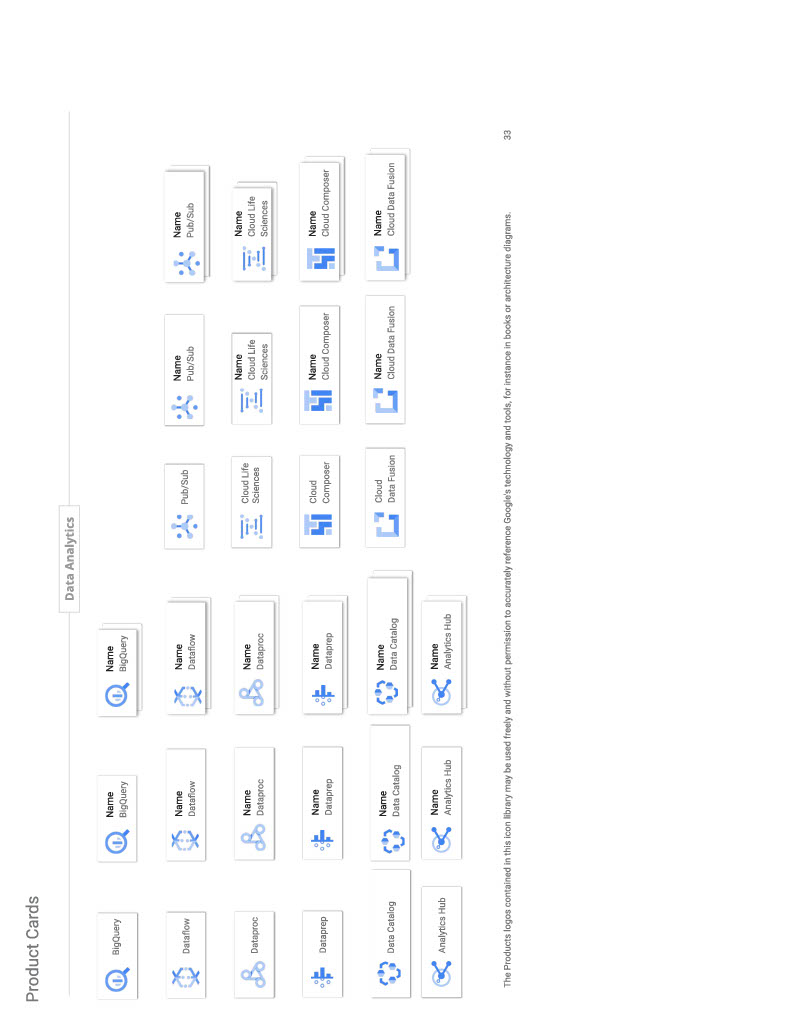 Product Cards
Data Analytics
BigQuery
Name
BigQuery
Name
BigQuery
Dataflow
Name
Dataflow
Name
Dataflow
Pub/Sub
Name
Pub/Sub
Name
Pub/Sub
Dataproc
Name
Dataproc
Name
Dataproc
Cloud Life
Sciences
Name
Cloud Life
Sciences
Name
Cloud Life
Sciences
Dataprep
Name
Dataprep
Name
Dataprep
Cloud
Composer
Name
Cloud Composer
Name
Cloud Composer
Data Catalog
Name
Data Catalog
Name
Data Catalog
Cloud
Data Fusion
Name
Cloud Data Fusion
Name
Cloud Data Fusion
Analytics Hub
Name
Analytics Hub
Name
Analytics Hub
The Products logos contained in this icon library may be used freely and without permission to accurately reference Google's technology and tools, for instance in books or architecture diagrams.
33